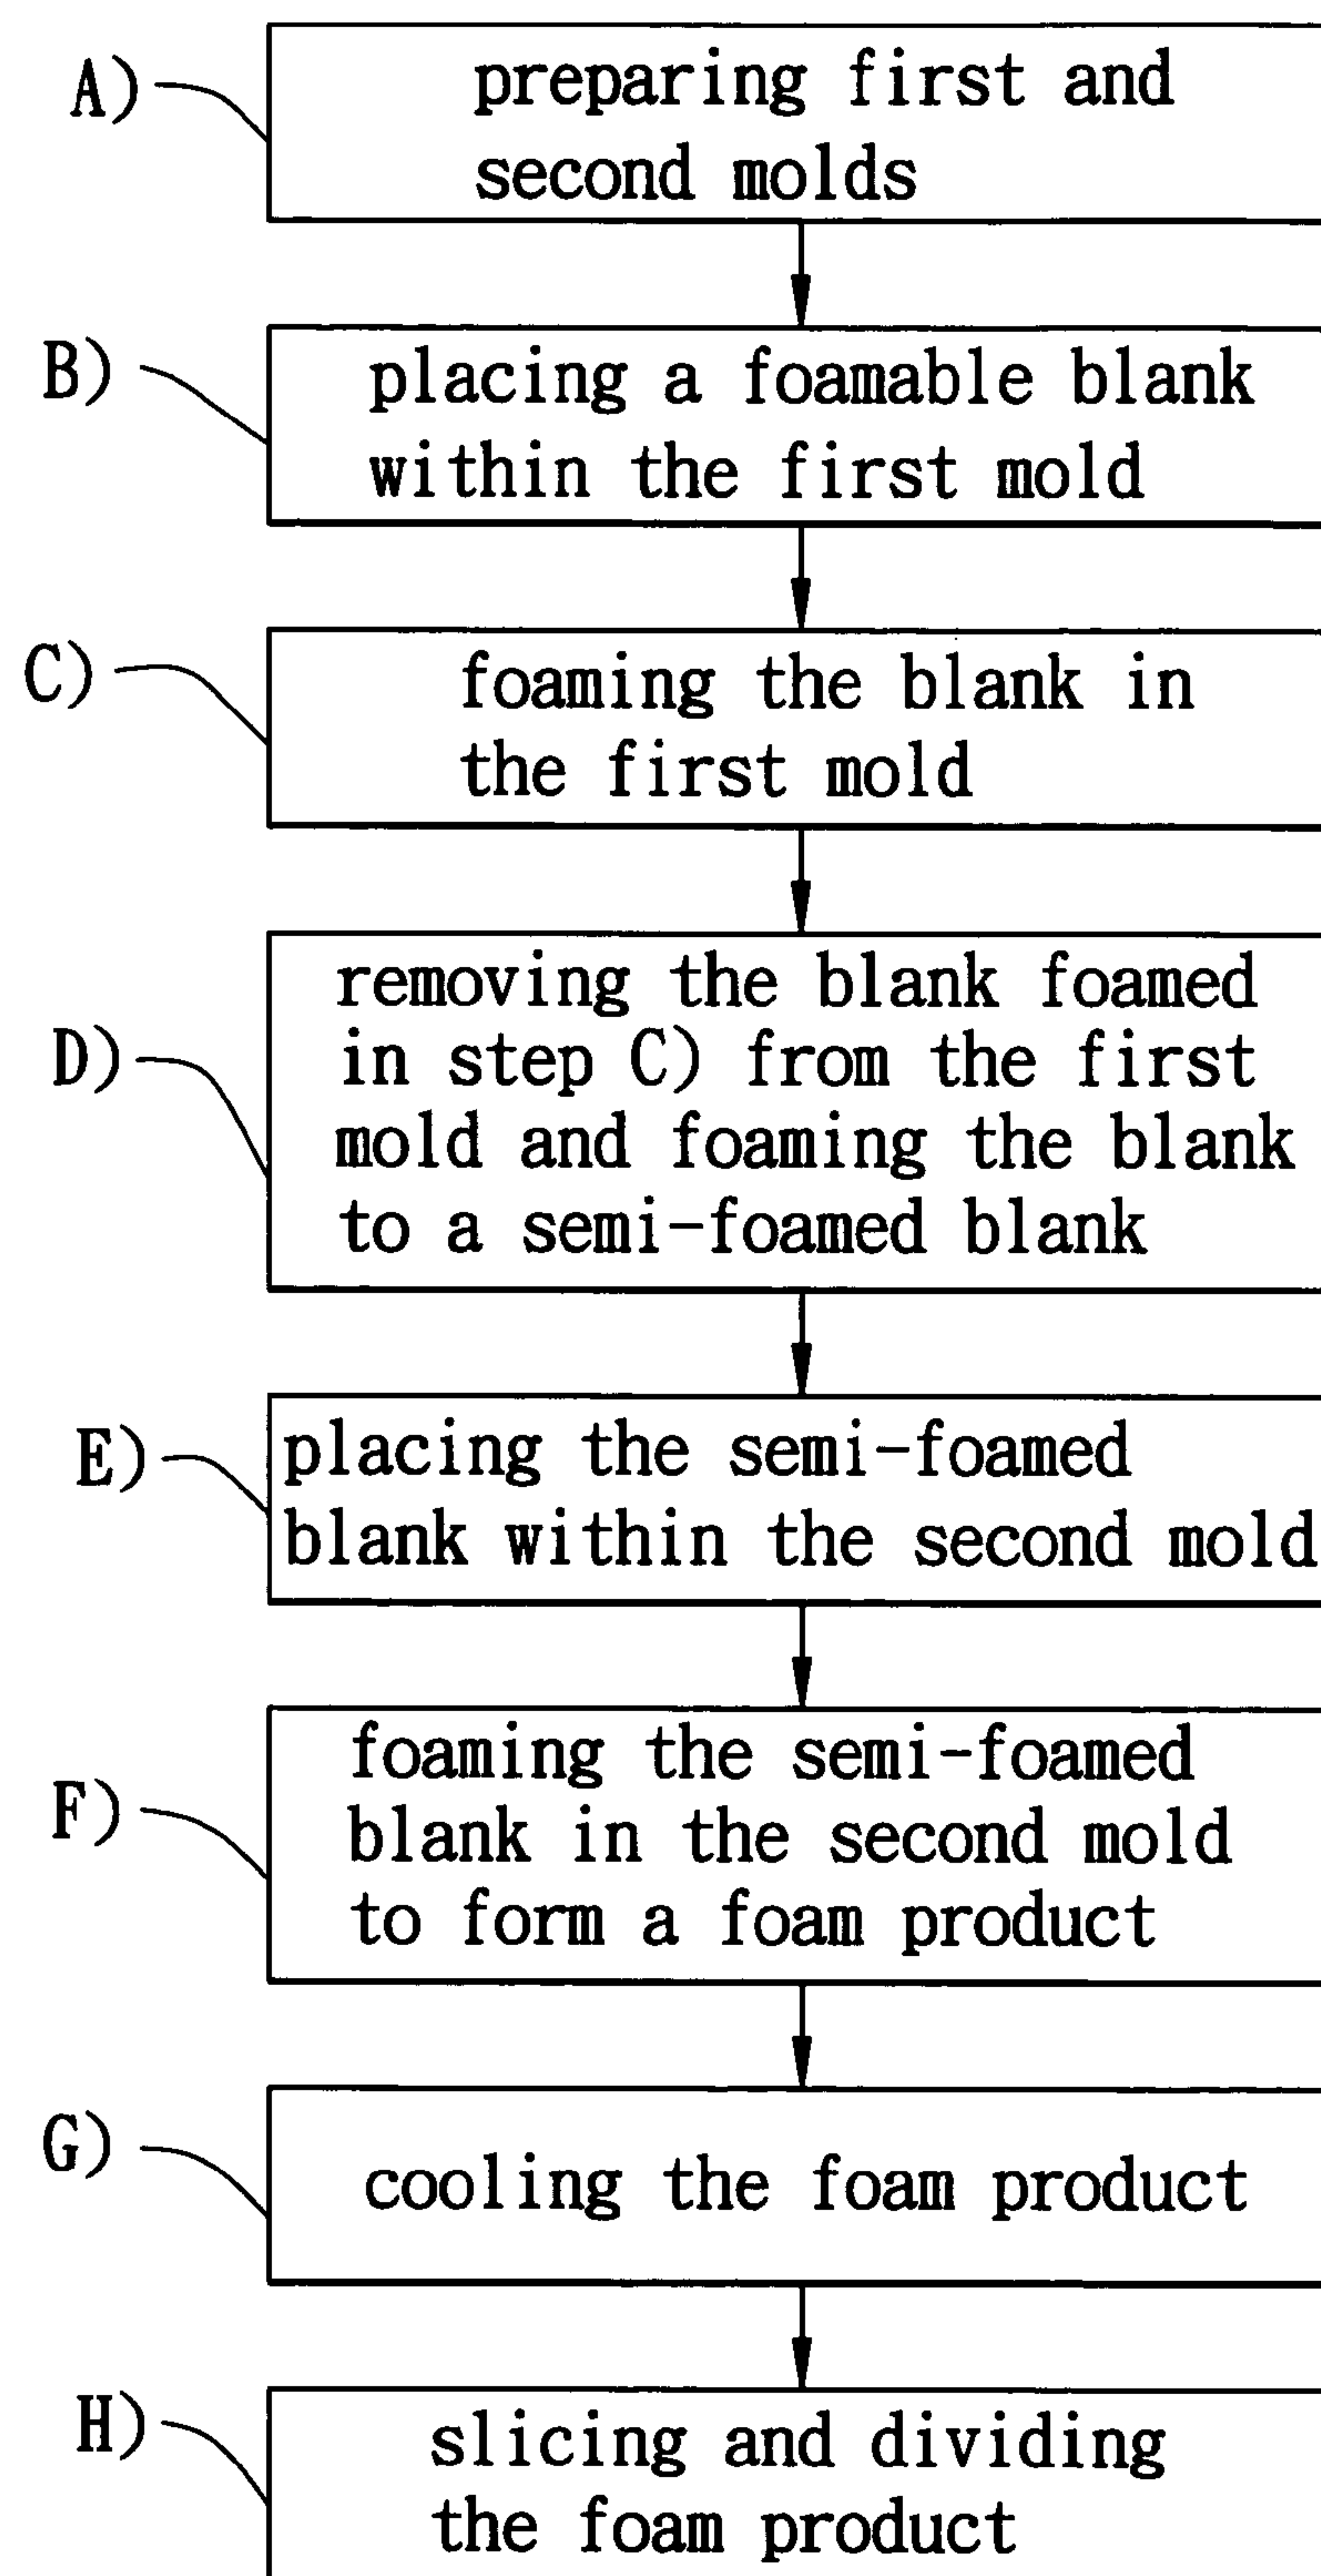 A)
preparing first and
second molds
B)
placing a foamable blank
within the first mold
C)
foaming the blank in
the first mold
D)
removing the blank foamed
in step C) from the first
mold and foaming the blank
to a semi-foamed blank
E)
placing the semi-foamed
blank within the second mold
F)
foaming the semi-foamed
blank in the second mold
to form a foam product
G)
cooling the foam product
H)
slicing and dividing
the foam product